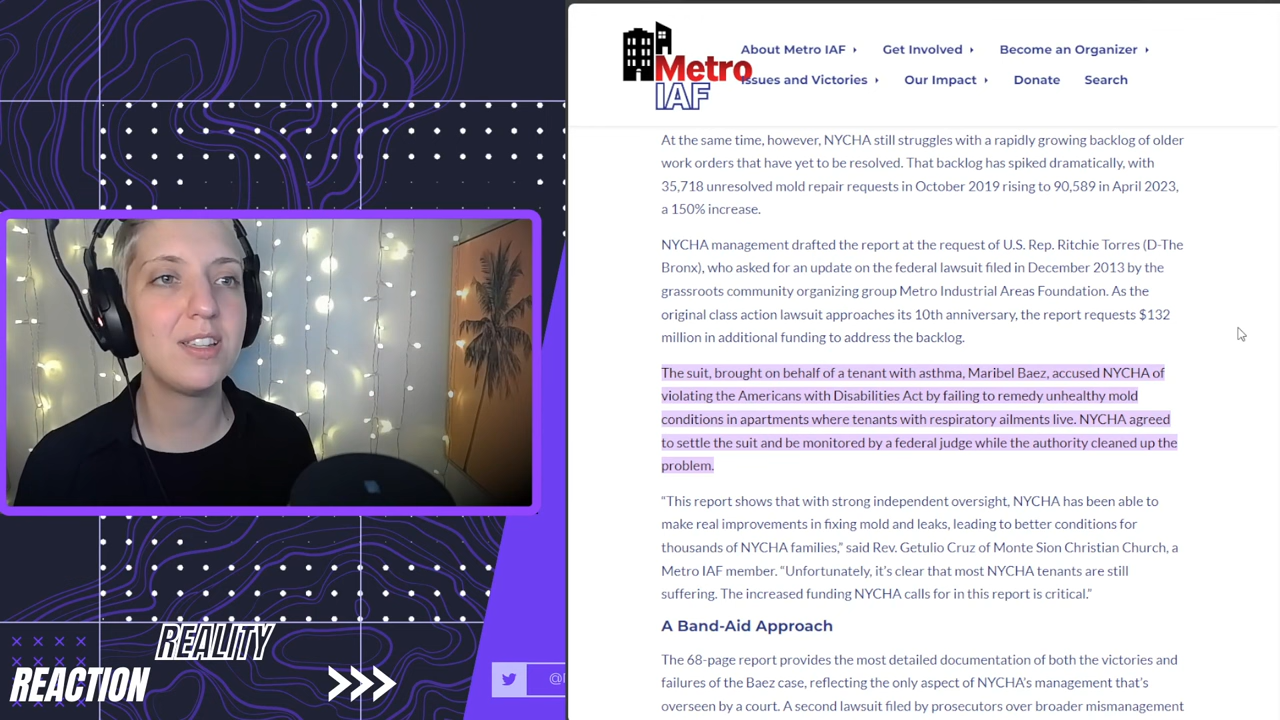 Metro
IAF
About Metro IAF
Get Involved
Become an Organizer
Issues and Victories
Our Impact
Donate
Search
At the same time, however, NYCHA still struggles with a rapidly growing backlog of older
work orders that have yet to be resolved. That backlog has spiked dramatically, with
35,718 unresolved mold repair requests in October 2019 rising to 90,589 in April 2023,
a 150% increase.
NYCHA management drafted the report at the request of U.S. Rep. Ritchie Torres (D-The
Bronx), who asked for an update on the federal lawsuit filed in December 2013 by the
grassroots community organizing group Metro Industrial Areas Foundation. As the
original class action lawsuit approaches its 10th anniversary, the report requests $132
million in additional funding to address the backlog.
The suit, brought on behalf of a tenant with asthma, Maribel Baez, accused NYCHA of
violating the Americans with Disabilities Act by failing to remedy unhealthy mold
conditions in apartments where tenants with respiratory ailments live. NYCHA agreed
to settle the suit and be monitored by a federal judge while the authority cleaned up the
problem.
“This report shows that with strong independent oversight, NYCHA has been able to
make real improvements in fixing mold and leaks, leading to better conditions for
thousands of NYCHA families,” said Rev. Getulio Cruz of Monte Sion Christian Church, a
Metro IAF member. “Unfortunately, it’s clear that most NYCHA tenants are still
suffering. The increased funding NYCHA calls for in this report is critical.”
A Band-Aid Approach
The 68-page report provides the most detailed documentation of both the victories and
failures of the Baez case, reflecting the only aspect of NYCHA’s management that’s
overseen by a court. A second lawsuit filed by prosecutors over broader mismanagement
REALITY
REACTION